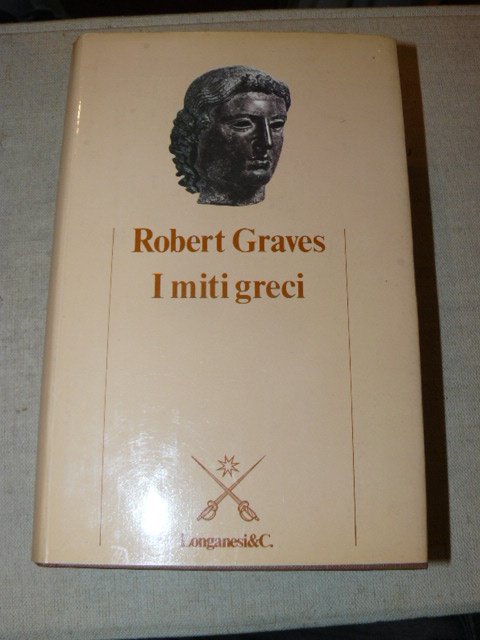 Robert Graves
I miti greci
Longanesi&C.